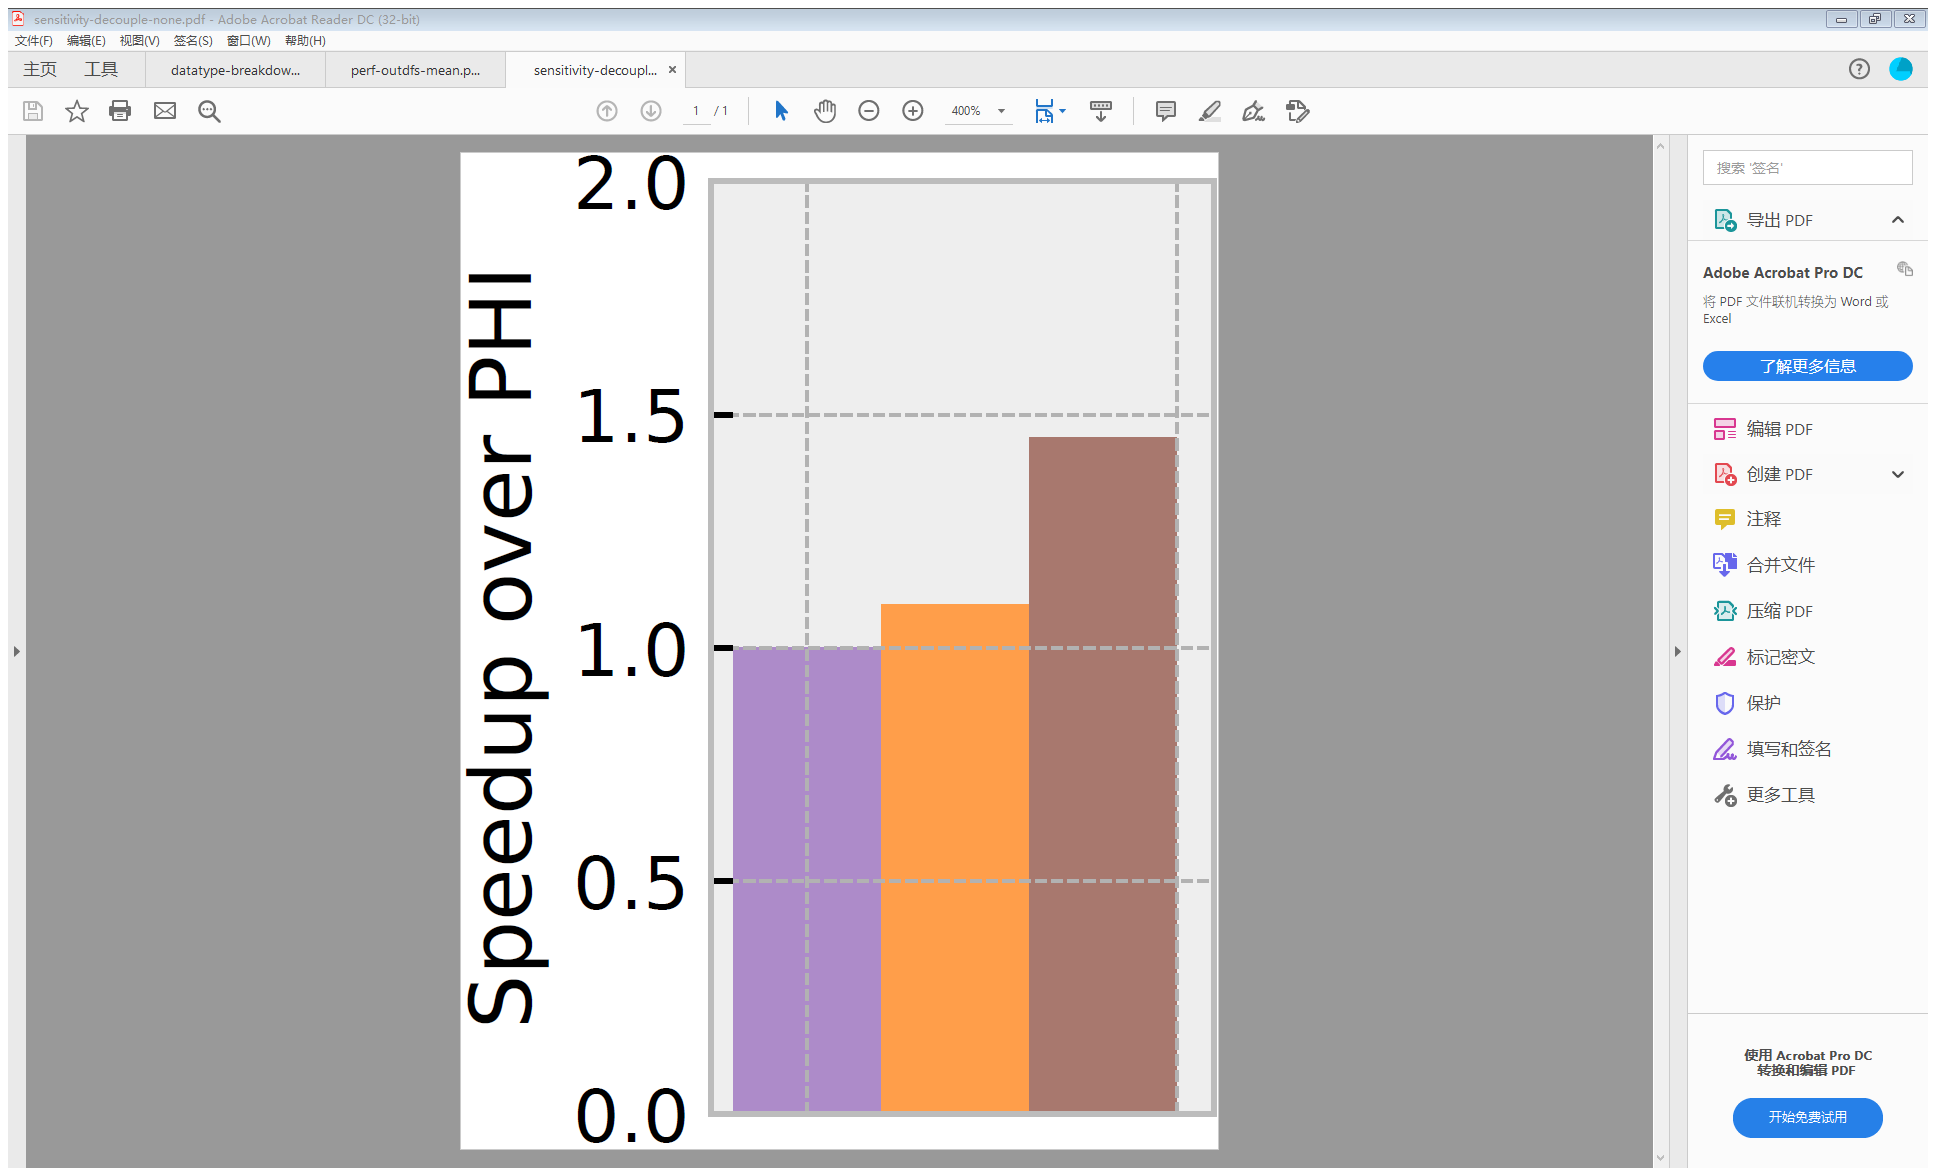 sensitivity-decouple-none.pdf - Adobe Acrobat Reader DC (32-bit)
文件(F) 编辑(E) 视图(V) 签名(S) 窗口(W) 帮助(H)
主页 工具 datatype-breakdow... perf-outdfs-mean.p... sensitivity-decoupl... ×
1 / 1 400%
2.0
1.5
1.0
0.5
0.0
Speedup over PHI
搜索 '签名'
导出 PDF
Adobe Acrobat Pro DC
将 PDF 文件联机转换为 Word 或
Excel
了解更多信息
编辑 PDF
创建 PDF
注释
合并文件
压缩 PDF
标记密文
保护
填写和签名
更多工具
使用 Acrobat Pro DC
转换和编辑 PDF
开始免费试用